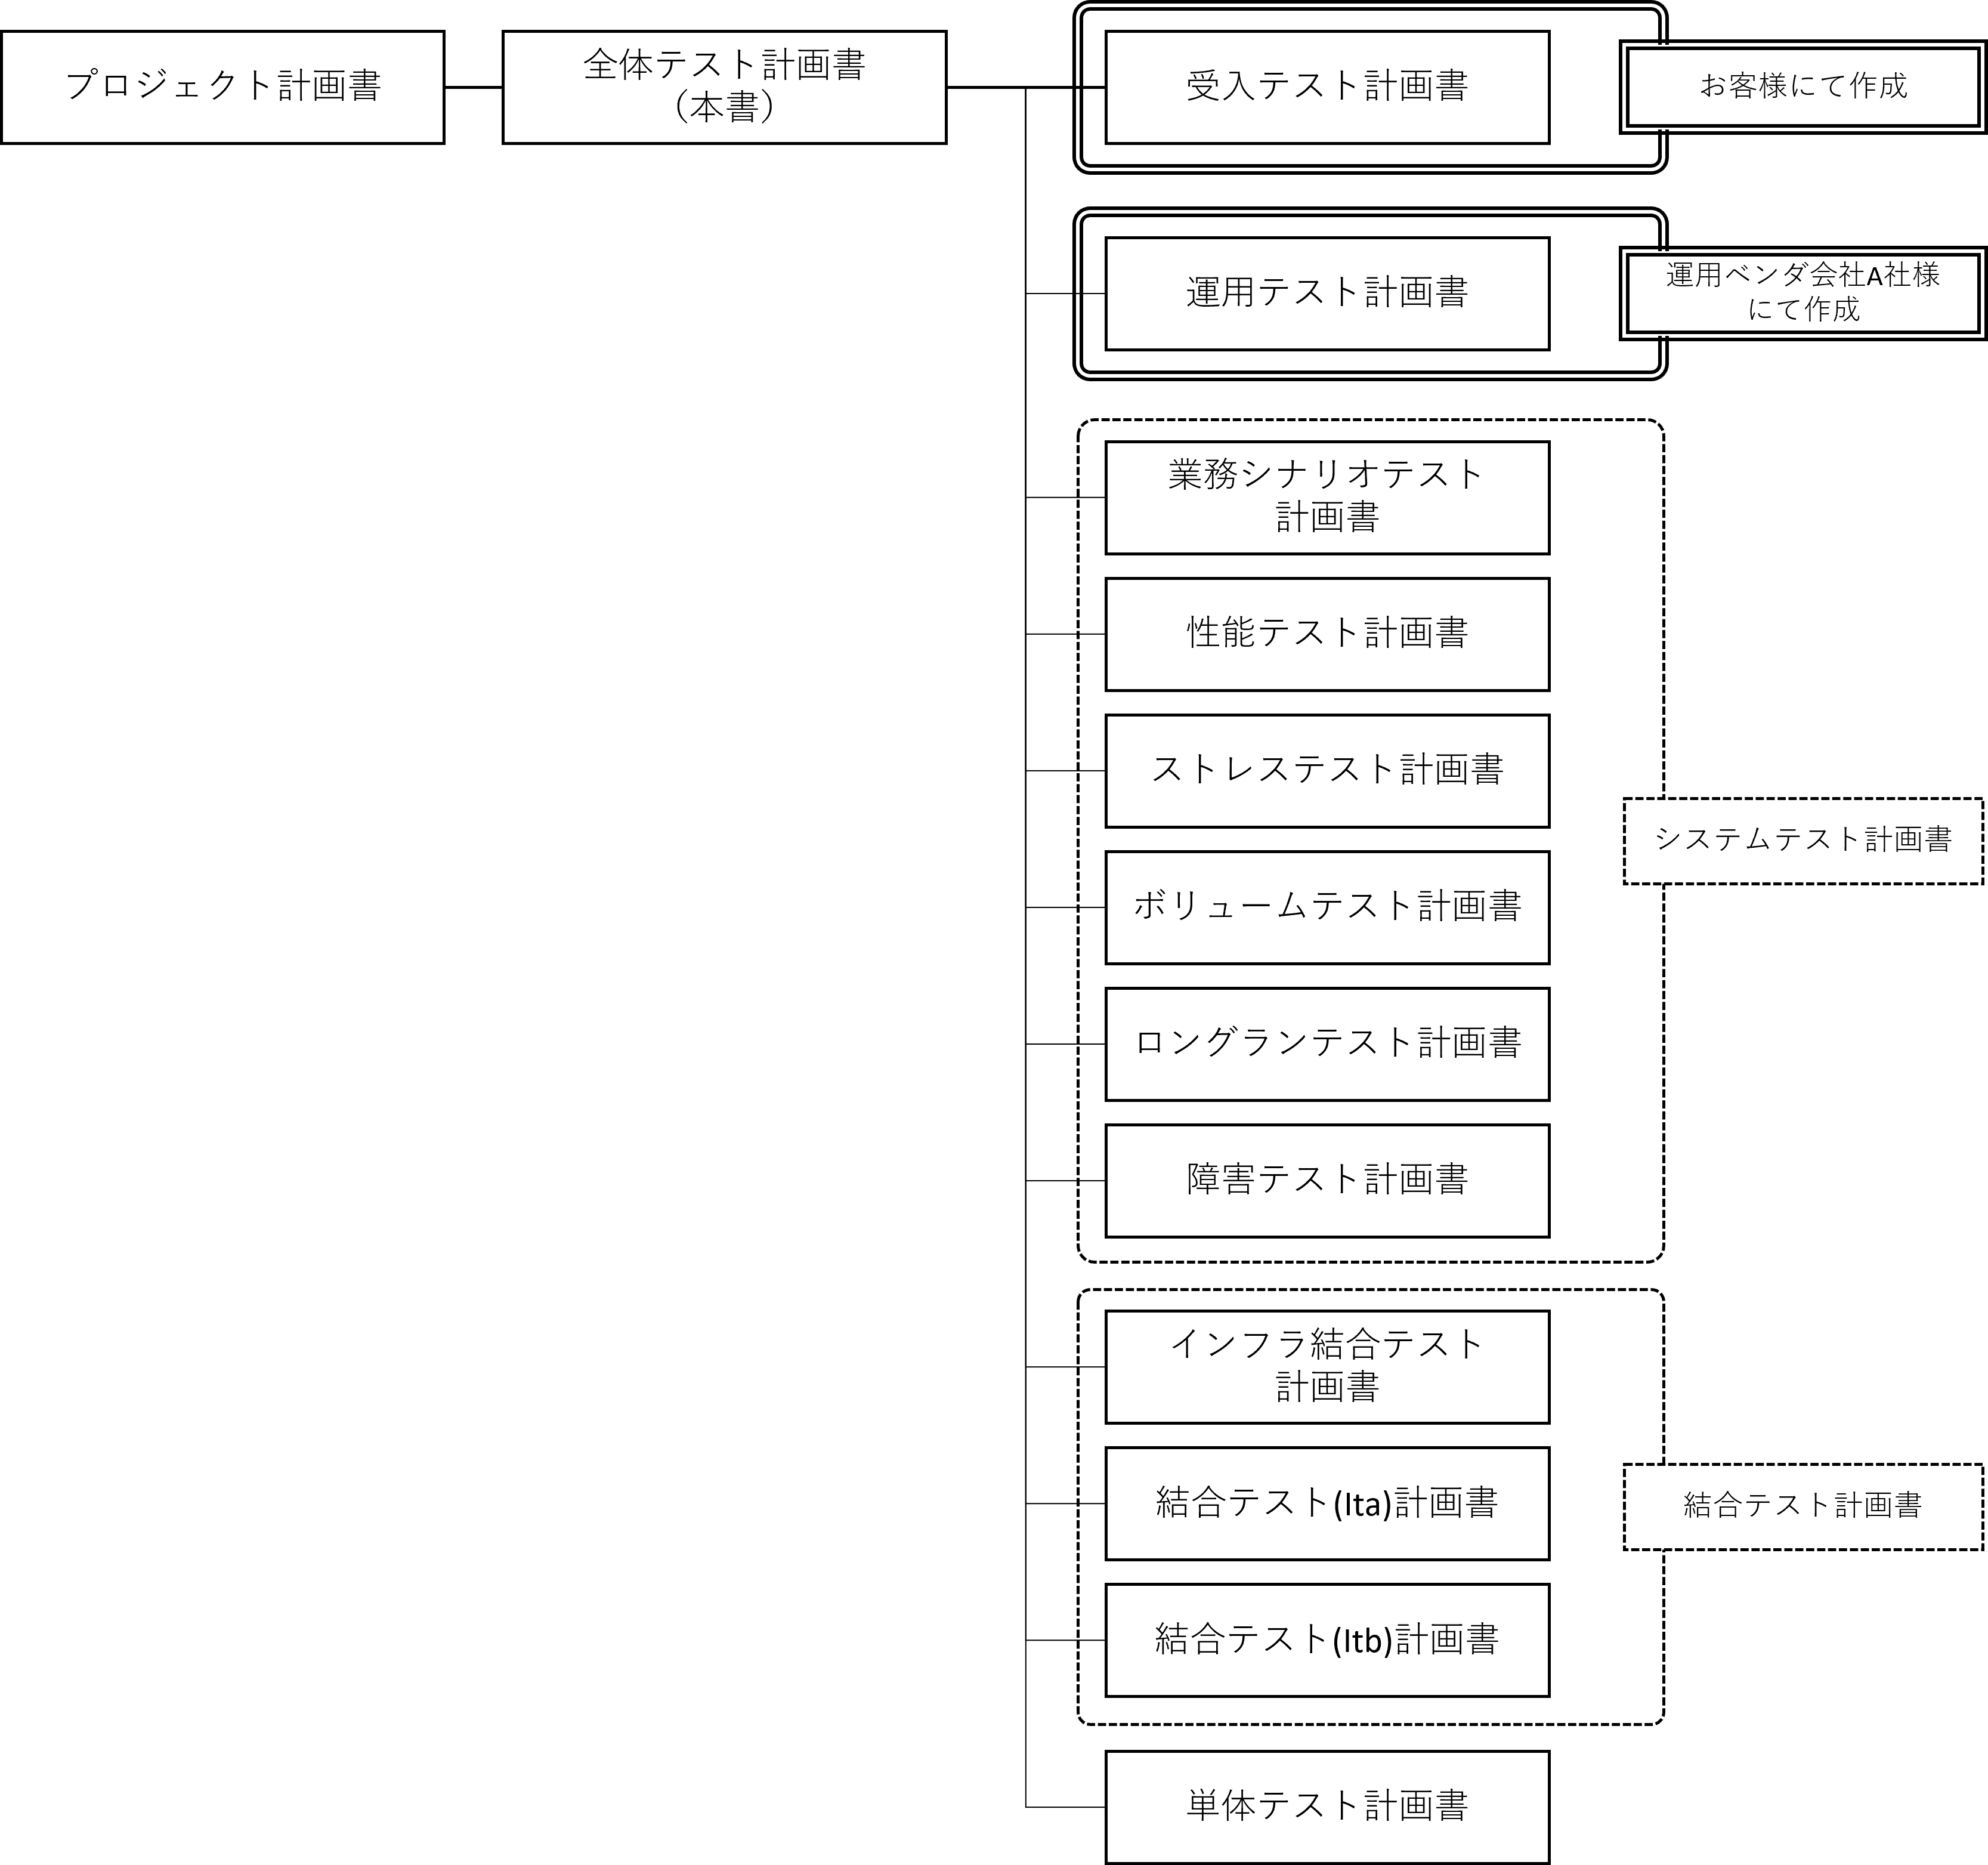 プロジェクト計画書
全体テスト計画書
（本書）
受入テスト計画書
お客様にて作成
運用テスト計画書
運用ベンダ会社A社様
にて作成
業務シナリオテスト
計画書
性能テスト計画書
ストレステスト計画書
ボリュームテスト計画書
ロングランテスト計画書
障害テスト計画書
システムテスト計画書
インフラ結合テスト
計画書
結合テスト(Ita)計画書
結合テスト(Itb)計画書
結合テスト計画書
単体テスト計画書